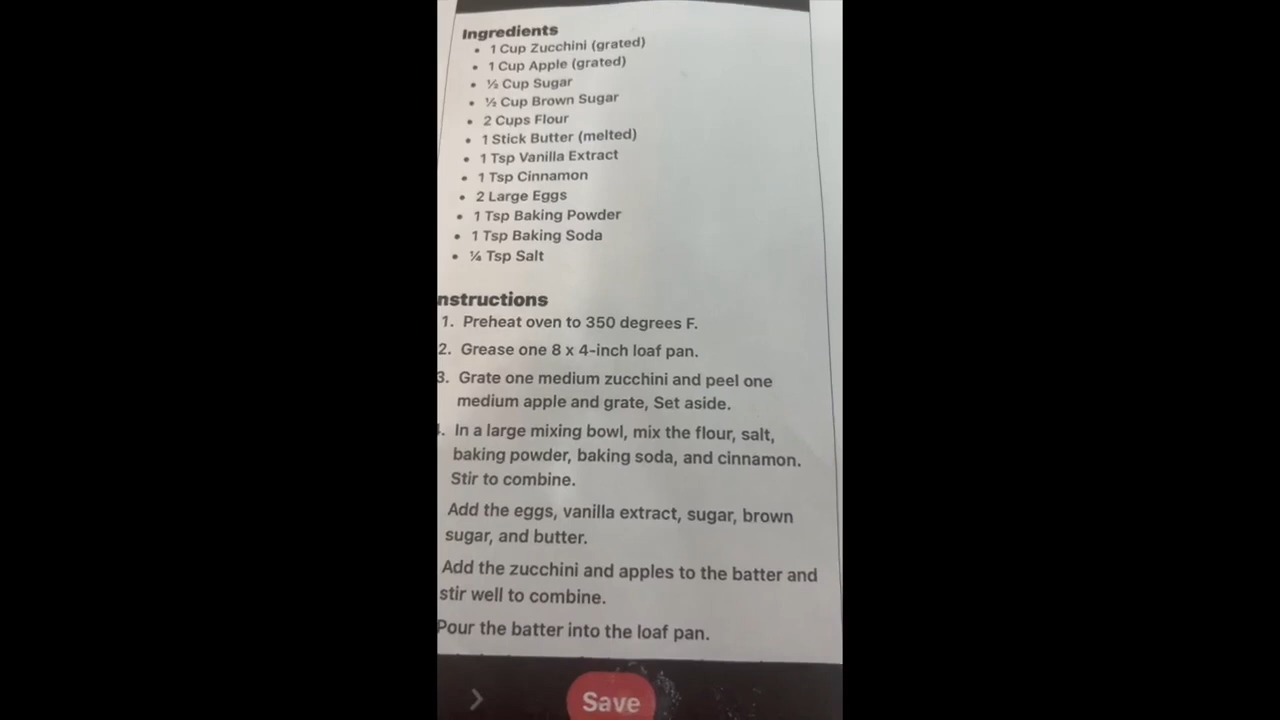 Ingredients
• 1 Cup Zucchini (grated)
• 1 Cup Apple (grated)
• ½ Cup Sugar
• ½ Cup Brown Sugar
• 2 Cups Flour
• 1 Stick Butter (melted)
• 1 Tsp Vanilla Extract
• 1 Tsp Cinnamon
• 2 Large Eggs
• 1 Tsp Baking Powder
• 1 Tsp Baking Soda
• ¼ Tsp Salt
nstructions
1. Preheat oven to 350 degrees F.
2. Grease one 8 x 4-inch loaf pan.
3. Grate one medium zucchini and peel one
medium apple and grate, Set aside.
. In a large mixing bowl, mix the flour, salt,
baking powder, baking soda, and cinnamon.
Stir to combine.
Add the eggs, vanilla extract, sugar, brown
sugar, and butter.
Add the zucchini and apples to the batter and
stir well to combine.
Pour the batter into the loaf pan.
Save